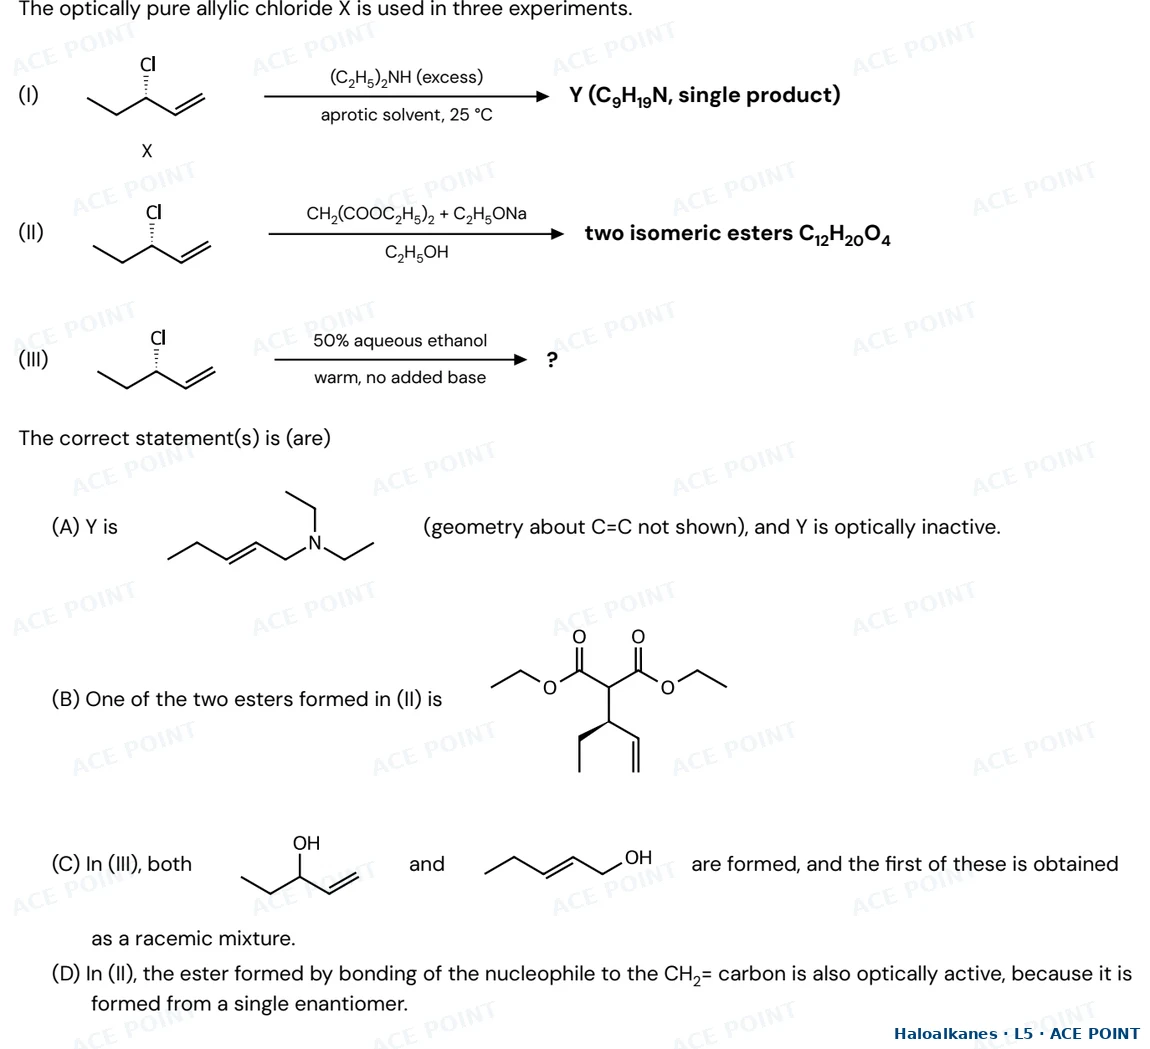 The optically pure allylic chloride X is used in three experiments.
Cl
(I)
(C₂H₅)₂NH (excess)
aprotic solvent, 25 °C
Y (C₉H₁₉N, single product)
X
Cl
(II)
CH₂(COOC₂H₅)₂ + C₂H₅ONa
C₂H₅OH
two isomeric esters C₁₂H₂₀O₄
Cl
(III)
50% aqueous ethanol
warm, no added base
?
The correct statement(s) is (are)
(A) Y is
N
(geometry about C=C not shown), and Y is optically inactive.
O O
O O
(B) One of the two esters formed in (II) is
OH
(C) In (III), both
and
OH
are formed, and the first of these is obtained
as a racemic mixture.
(D) In (II), the ester formed by bonding of the nucleophile to the CH₂= carbon is also optically active, because it is
formed from a single enantiomer.
Haloalkanes · L5 · ACE POINT
ACE POINT